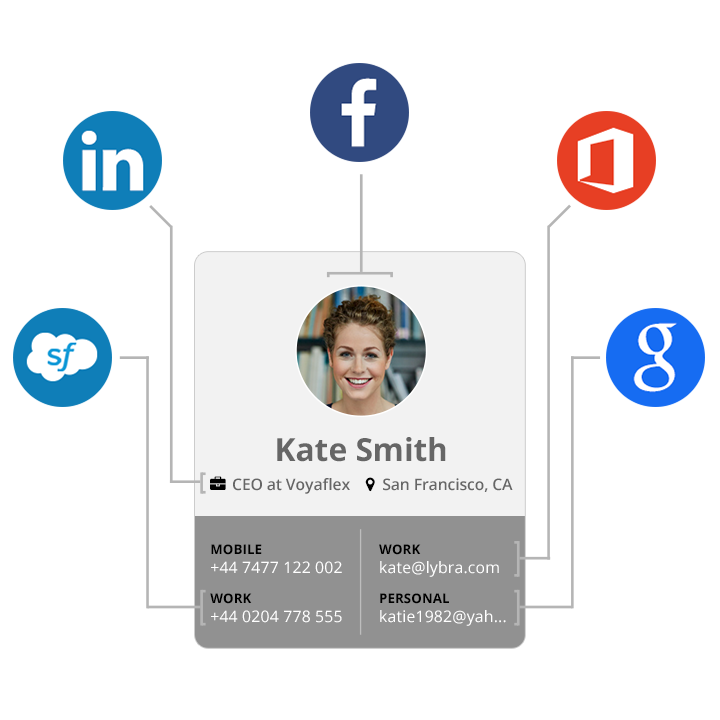 f
in
sf
g
Kate Smith
CEO at Voyaflex San Francisco, CA
MOBILE
+44 7477 122 002
WORK
+44 0204 778 555
WORK
kate@lybra.com
PERSONAL
katie1982@yah...